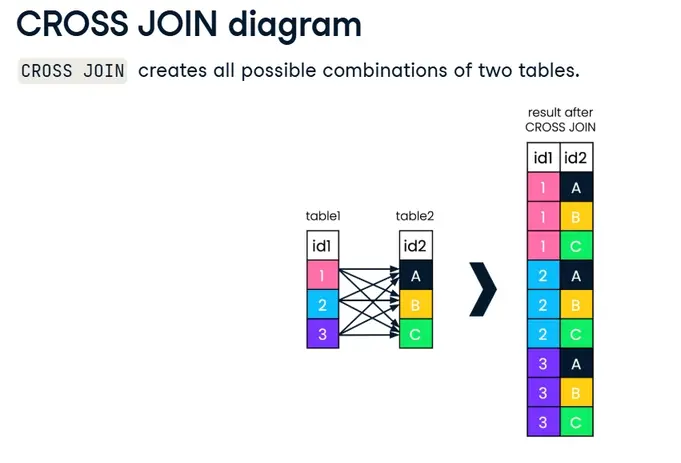 CROSS JOIN diagram
CROSS JOIN creates all possible combinations of two tables.
table1
id1
1
2
3
table2
id2
A
B
C
result after
CROSS JOIN
id1 id2
1 A
1 B
1 C
2 A
2 B
2 C
3 A
3 B
3 C